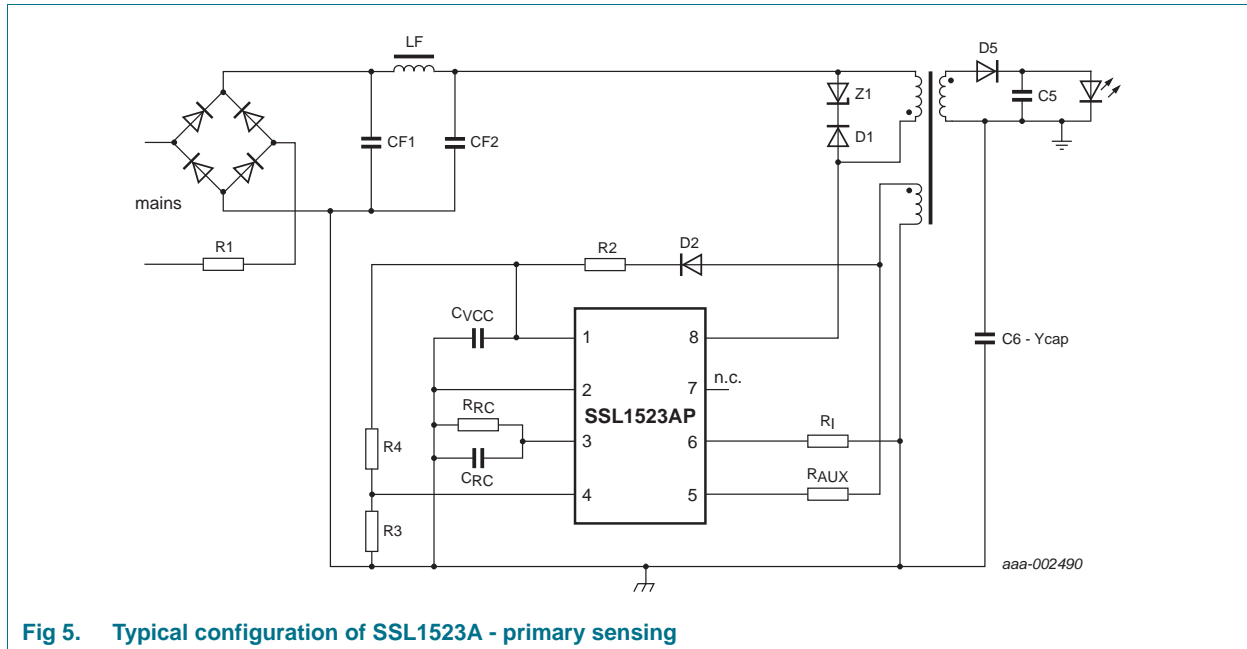 LF
D5
Z1
C5
D1
CF1
CF2
mains
R1
R2
D2
CVCC
1
8
C6 - Ycap
2
7
n.c.
SSL1523AP
RRC
3
6
RI
R4
CRC
RAUX
4
5
R3
aaa-002490
Fig 5. Typical configuration of SSL1523A - primary sensing